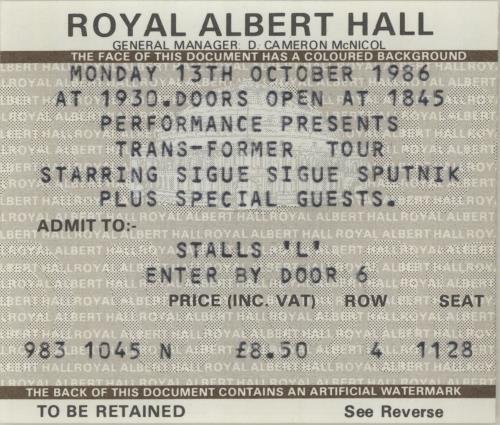 ROYAL ALBERT HALL
GENERAL MANAGER: D. CAMERON McNICOL
THE FACE OF THIS DOCUMENT HAS A COLOURED BACKGROUND
MONDAY 13TH OCTOBER 1986
AT 1930.DOORS OPEN AT 1845
PERFORMANCE PRESENTS
TRANS-FORMER TOUR
STARRING SIGUE SIGUE SPUTNIK
PLUS SPECIAL GUESTS.
ADMIT TO:-
STALLS 'L'
ENTER BY DOOR 6
PRICE (INC. VAT) ROW SEAT
983 1045 N £8.50 4 1128
THE BACK OF THIS DOCUMENT CONTAINS AN ARTIFICIAL WATERMARK
TO BE RETAINED See Reverse